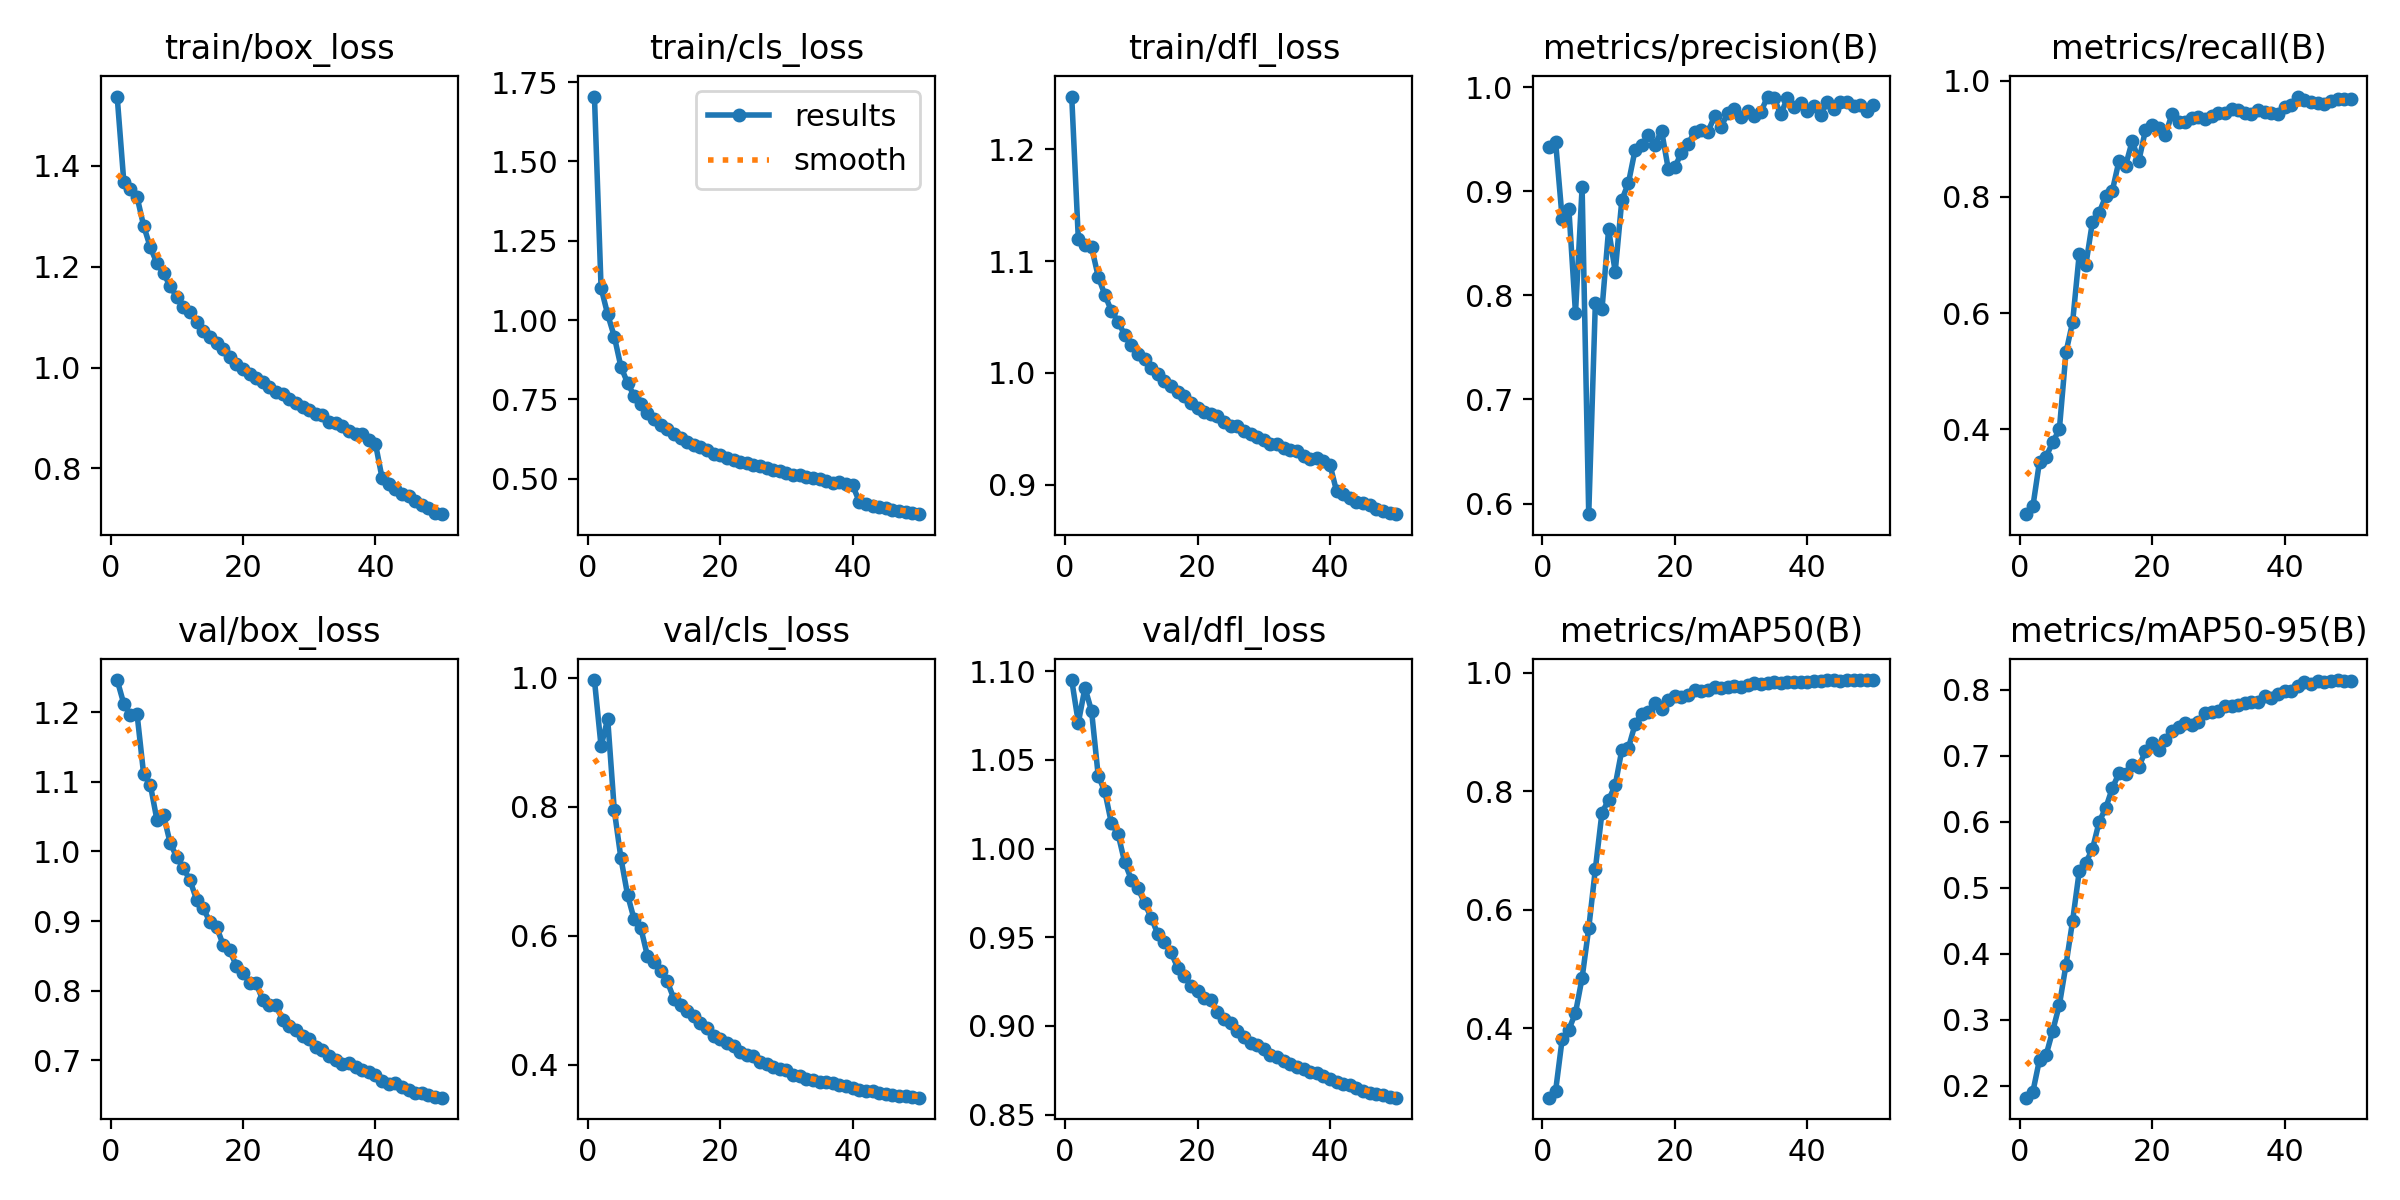 train/box_loss
1.4
1.2
1.0
0.8
0 20 40
train/cls_loss
results
smooth
1.75
1.50
1.25
1.00
0.75
0.50
0 20 40
train/dfl_loss
1.2
1.1
1.0
0.9
0 20 40
metrics/precision(B)
1.0
0.9
0.8
0.7
0.6
0 20 40
metrics/recall(B)
1.0
0.8
0.6
0.4
0 20 40
val/box_loss
1.2
1.1
1.0
0.9
0.8
0.7
0 20 40
val/cls_loss
1.0
0.8
0.6
0.4
0 20 40
val/dfl_loss
1.10
1.05
1.00
0.95
0.90
0.85
0 20 40
metrics/mAP50(B)
1.0
0.8
0.6
0.4
0 20 40
metrics/mAP50-95(B)
0.8
0.7
0.6
0.5
0.4
0.3
0.2
0 20 40